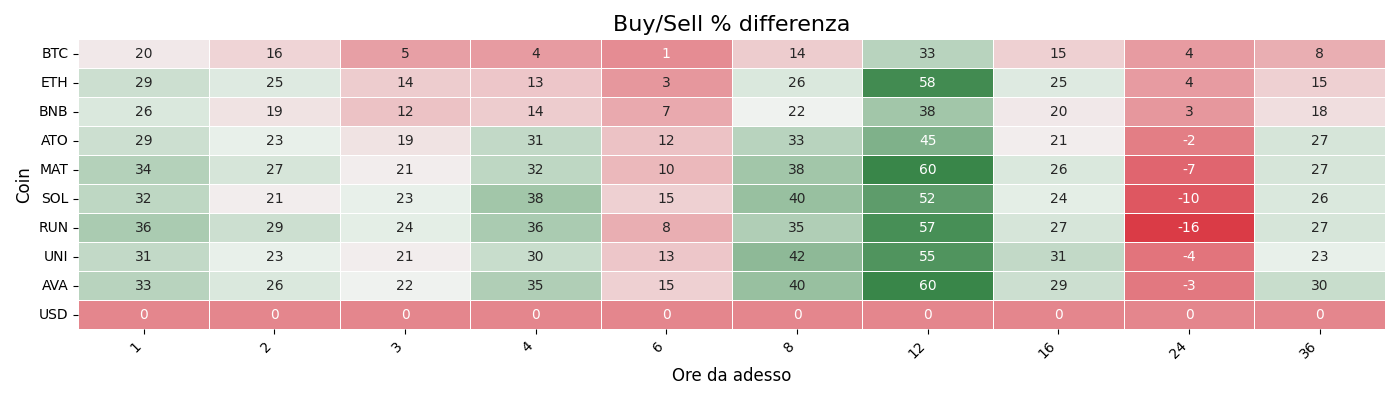 Buy/Sell % differenza
Coin
BTC 20 16 5 4 1 14 33 15 4 8
ETH 29 25 14 13 3 26 58 25 4 15
BNB 26 19 12 14 7 22 38 20 3 18
ATO 29 23 19 31 12 33 45 21 -2 27
MAT 34 27 21 32 10 38 60 26 -7 27
SOL 32 21 23 38 15 40 52 24 -10 26
RUN 36 29 24 36 8 35 57 27 -16 27
UNI 31 23 21 30 13 42 55 31 -4 23
AVA 33 26 22 35 15 40 60 29 -3 30
USD 0 0 0 0 0 0 0 0 0 0
1 2 3 4 6 8 12 16 24 36
Ore da adesso